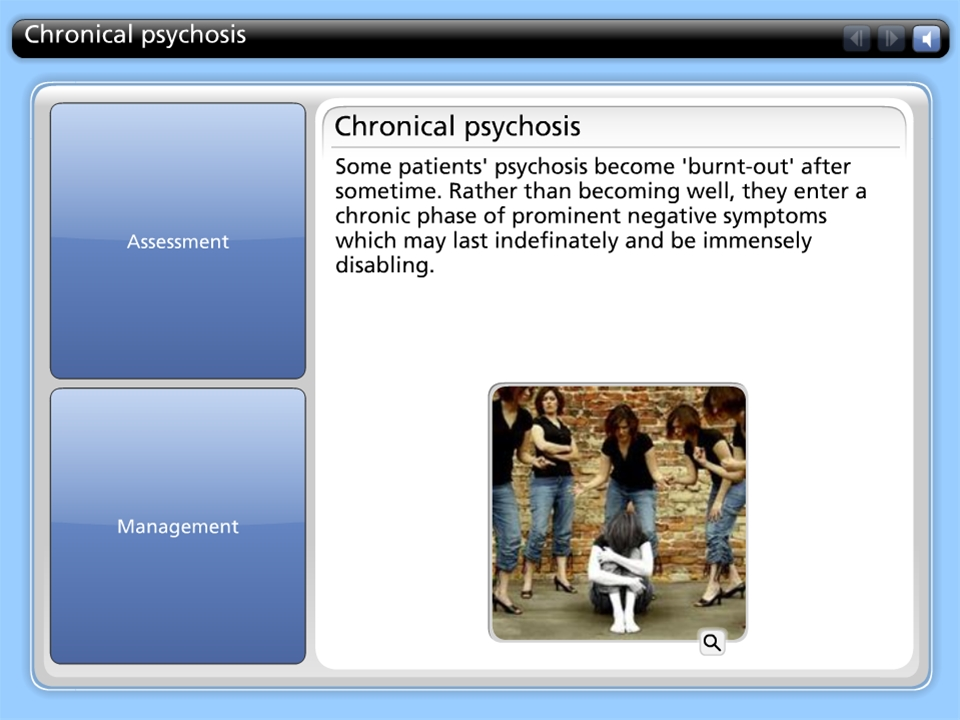 Chronical psychosis
Assessment
Management
Chronical psychosis
Some patients' psychosis become 'burnt-out' after
sometime. Rather than becoming well, they enter a
chronic phase of prominent negative symptoms
which may last indefinately and be immensely
disabling.